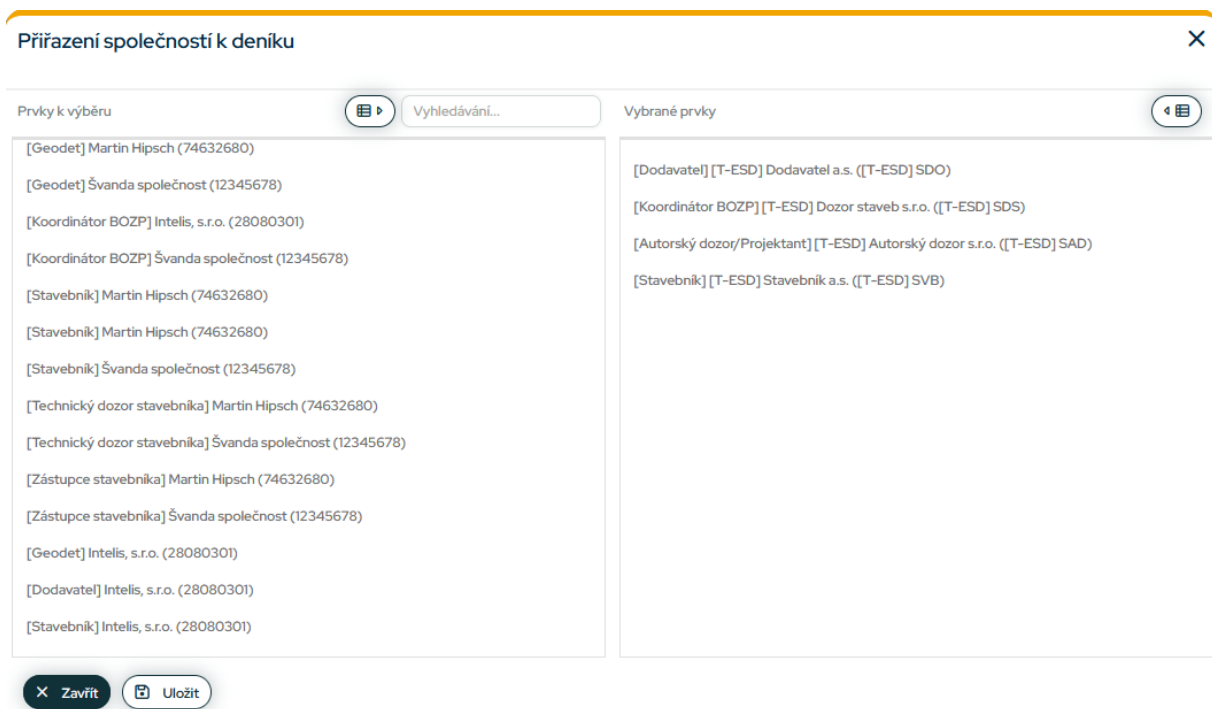 Přiřazení společností k deníku
Prvky k výběru
Vyhledávání...
[Geodet] Martin Hipsch (74632680)
[Geodet] Švanda společnost (12345678)
[Koordinátor BOZP] Intelis, s.r.o. (28080301)
[Koordinátor BOZP] Švanda společnost (12345678)
[Stavebník] Martin Hipsch (74632680)
[Stavebník] Martin Hipsch (74632680)
[Stavebník] Švanda společnost (12345678)
[Technický dozor stavebníka] Martin Hipsch (74632680)
[Technický dozor stavebníka] Švanda společnost (12345678)
[Zástupce stavebníka] Martin Hipsch (74632680)
[Zástupce stavebníka] Švanda společnost (12345678)
[Geodet] Intelis, s.r.o. (28080301)
[Dodavatel] Intelis, s.r.o. (28080301)
[Stavebník] Intelis, s.r.o. (28080301)
Vybrané prvky
[Dodavatel] [T-ESD] Dodavatel a.s. ([T-ESD] SDO)
[Koordinátor BOZP] [T-ESD] Dozor staveb s.r.o. ([T-ESD] SDS)
[Autorský dozor/Projektant] [T-ESD] Autorský dozor s.r.o. ([T-ESD] SAD)
[Stavebník] [T-ESD] Stavebník a.s. ([T-ESD] SVB)
Zavřít
Uložit